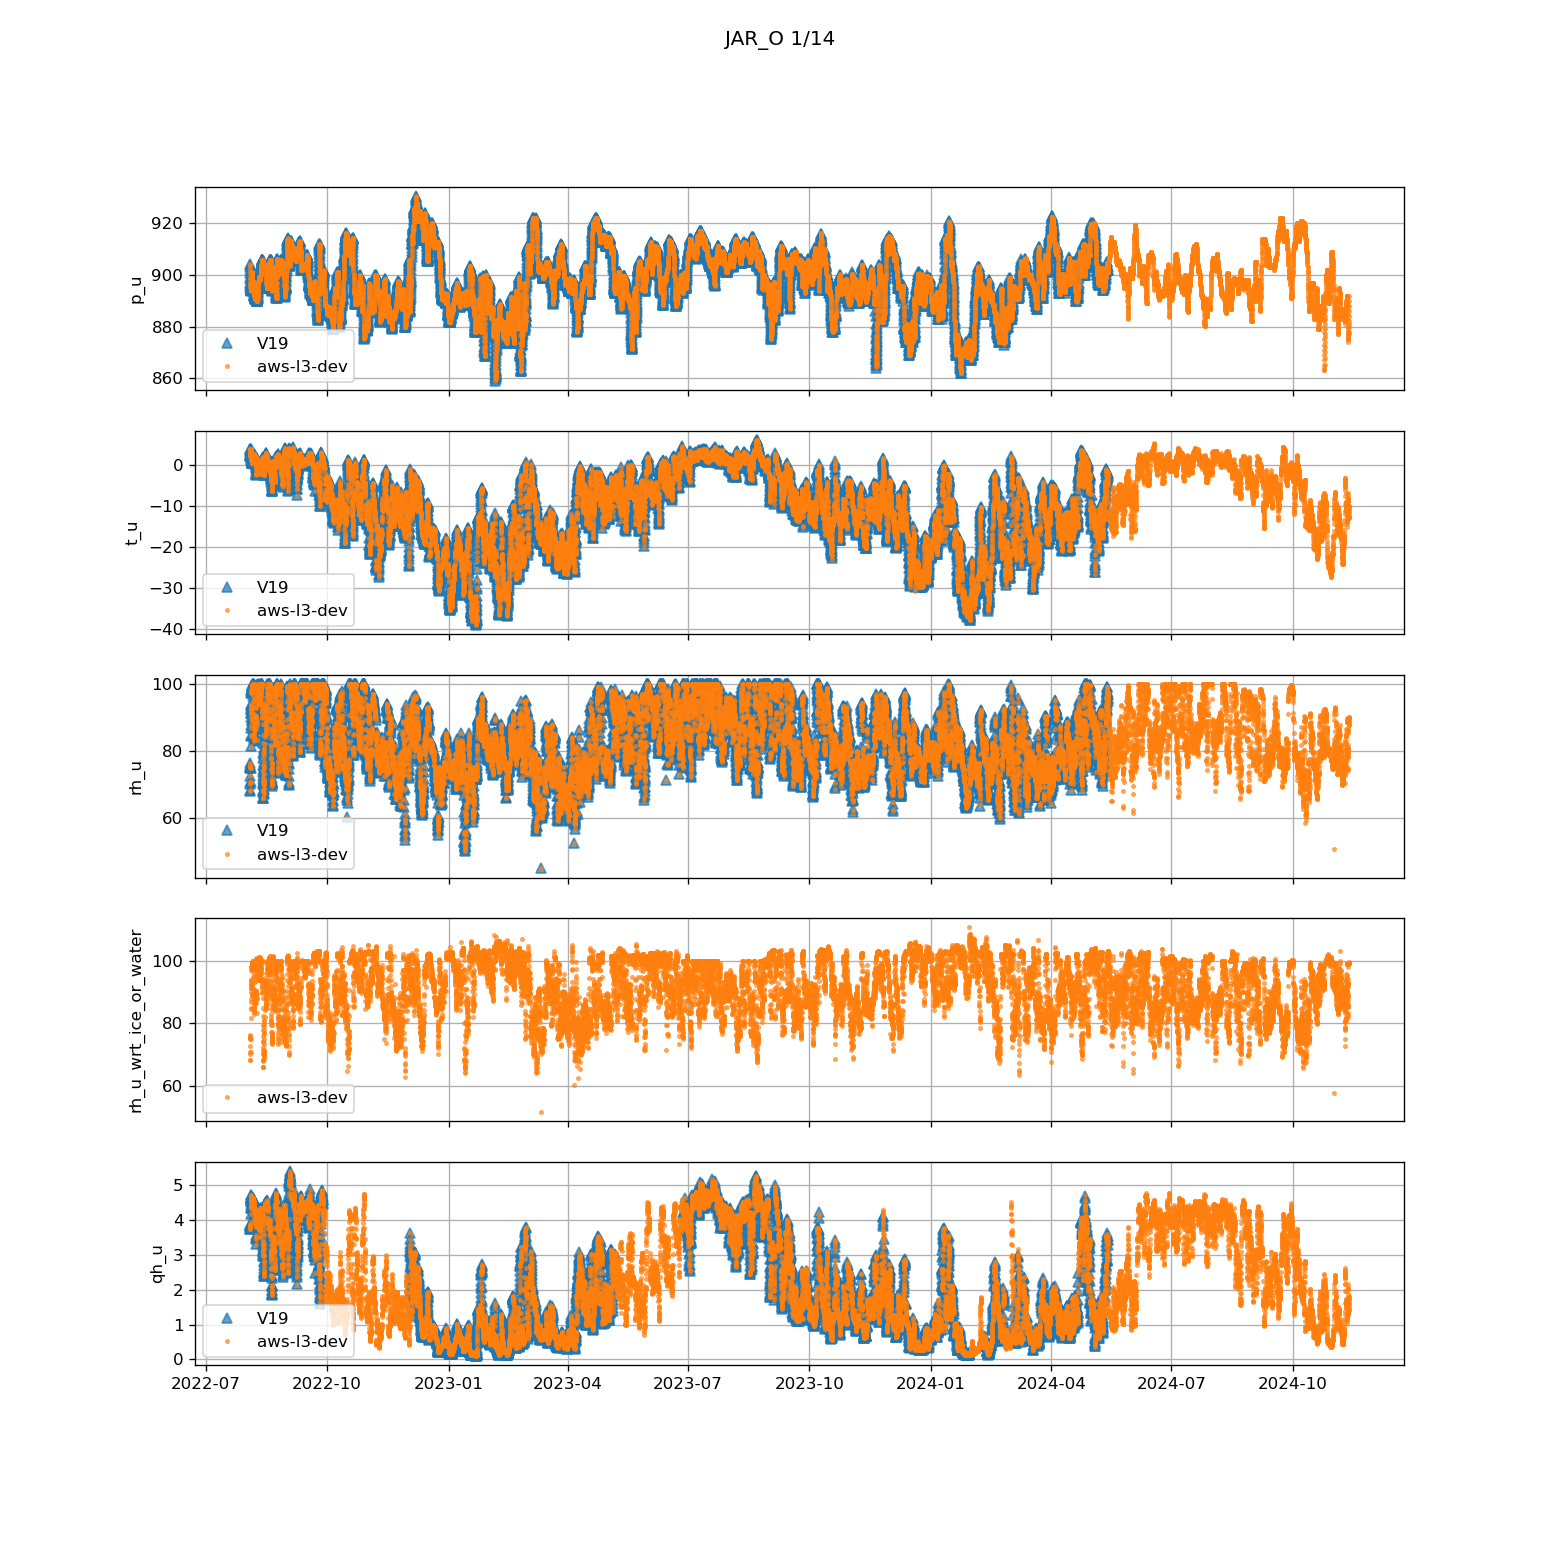 JAR_O 1/14
p_u
920
900
880
860
V19
aws-l3-dev
t_u
0
−10
−20
−30
−40
V19
aws-l3-dev
rh_u
100
80
60
V19
aws-l3-dev
rh_u_wrt_ice_or_water
100
80
60
aws-l3-dev
qh_u
5
4
3
2
1
0
V19
aws-l3-dev
2022-07 2022-10 2023-01 2023-04 2023-07 2023-10 2024-01 2024-04 2024-07 2024-10